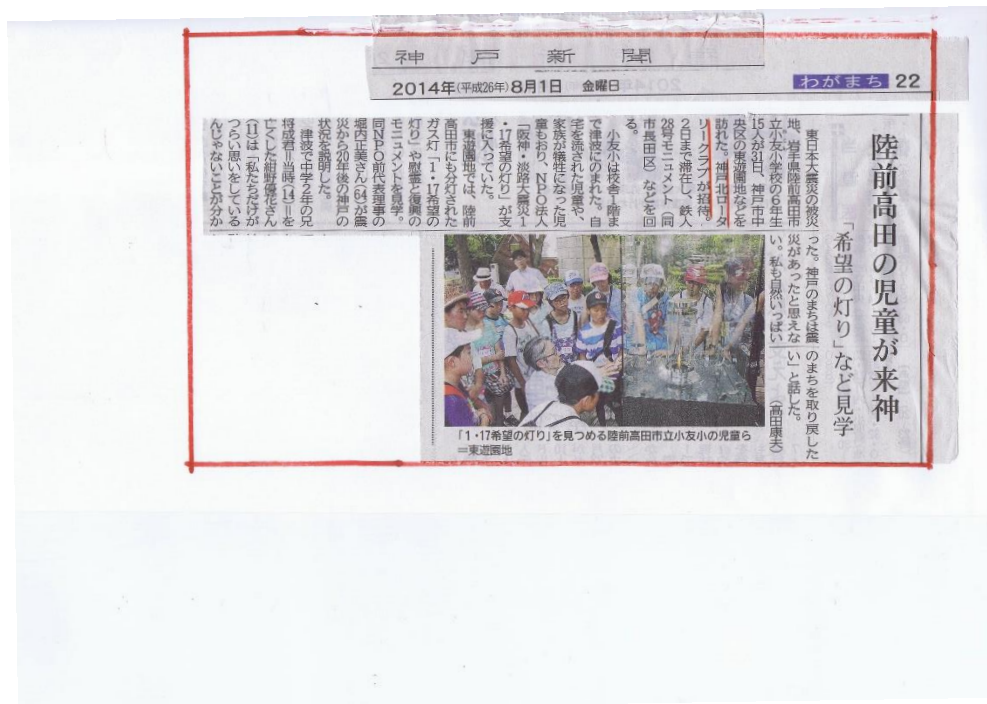 神戸新聞
2014年(平成26年)8月1日　金曜日
わがまち 22
陸前高田の児童が来神
「希望の灯り」など見学
東日本大震災の被災
地、岩手県陸前高田市
立小友小学校の6年生
15人が31日、神戸市中
央区の東遊園地などを
訪れた。神戸北ロータ
リークラブが招待。
2日まで滞在し、鉄人
28号モニュメント(同
市長田区)などを回
る。
小友小は校舎1階ま
で津波にのまれた。自
宅を流された児童や、
家族が犠牲になった児
童もおり、NPO法人
「阪神・淡路大震災1
・17希望の灯り」が支
援に入っていた。
東遊園地では、陸前
高田市にも分灯された
ガス灯「1・17希望の
灯り」や慰霊と復興の
モニュメントを見学。
同NPO前代表理事の
堀内正美さん(64)が震
災から20年後の神戸の
状況を説明した。
津波で中学2年の兄
将成君=当時(14)=を
亡くした紺野優花さん
(11)は「私たちだけが
つらい思いをしている
んじゃないことが分か
った。神戸のまちは震
災があったと思えな
い。私も自然いっぱい
のまちを取り戻した
い」と話した。
(高田康夫)
「1・17希望の灯り」を見つめる陸前高田市立小友小の児童ら
=東遊園地